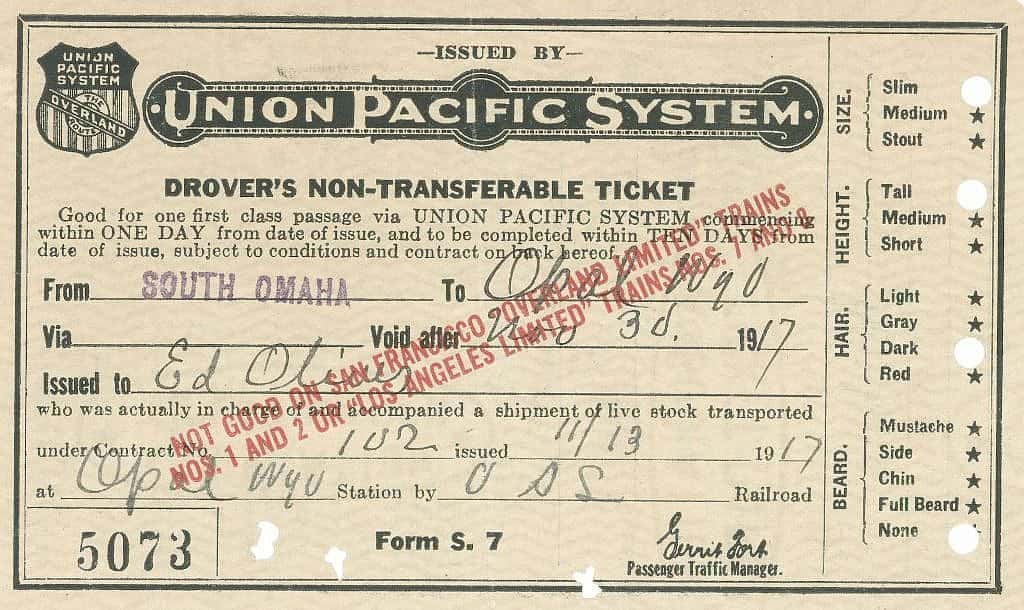 UNION
PACIFIC
SYSTEM
THE
OVERLAND
ROUTE
—ISSUED BY—
UNION PACIFIC SYSTEM
DROVER'S NON-TRANSFERABLE TICKET
Good for one first class passage via UNION PACIFIC SYSTEM, commencing
within ONE DAY from date of issue, and to be completed within TEN DAYS from
date of issue, subject to conditions and contract on back hereof.
From SOUTH OMAHA To Opal Wyo
Via Void after Nov 3d. 1917
Issued to Ed
who was actually in charge of and accompanied a shipment of live stock transported
under Contract No. 102 issued 11/13 1917
at Opal Wyo Station by O S L Railroad
NOT GOOD ON SAN FRANCISCO "OVERLAND LIMITED" TRAINS
NOS. 1 AND 2 OR "LOS ANGELES LIMITED" TRAINS NOS. 7 AND 8
5073
Form S. 7
Gerrit Fort
Passenger Traffic Manager.
SIZE.
Slim
Medium ★
Stout ★
HEIGHT.
Tall
Medium ★
Short ★
HAIR.
Light ★
Gray ★
Dark
Red ★
BEARD.
Mustache ★
Side ★
Chin ★
Full Beard ★
None